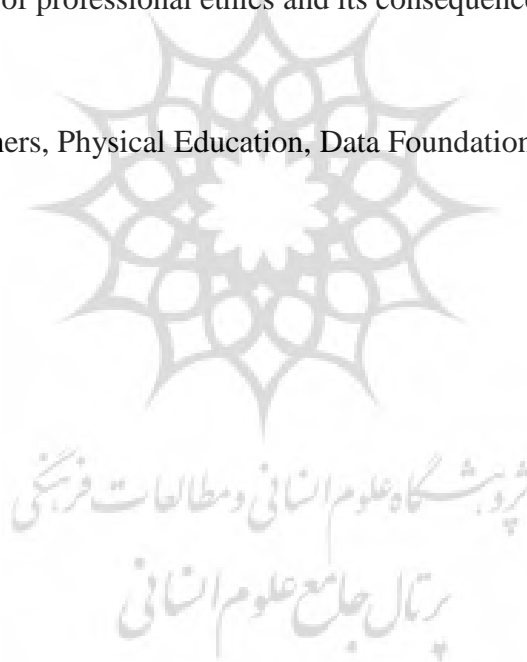 of professional ethics and its consequence
ners, Physical Education, Data Foundation
پژوهشگاه علوم انسانی و مطالعات فرهنگی
پرتال جامع علوم انسانی